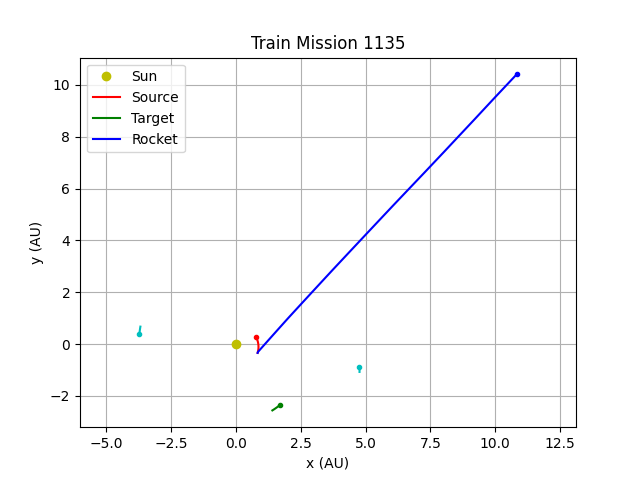 Train Mission 1135
Sun
Source
Target
Rocket
y (AU)
10
8
6
4
2
0
−2
−5.0
−2.5
0.0
2.5
5.0
7.5
10.0
12.5
x (AU)